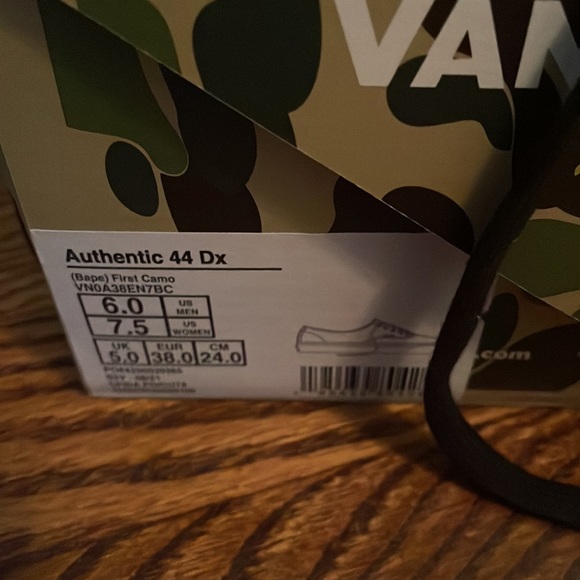 VAN
Authentic 44 Dx
(Bape) First Camo
VN0A38EN7BC
6.0 US MEN
7.5 US WOMEN
UK EUR CM
5.0 38.0 24.0
.com